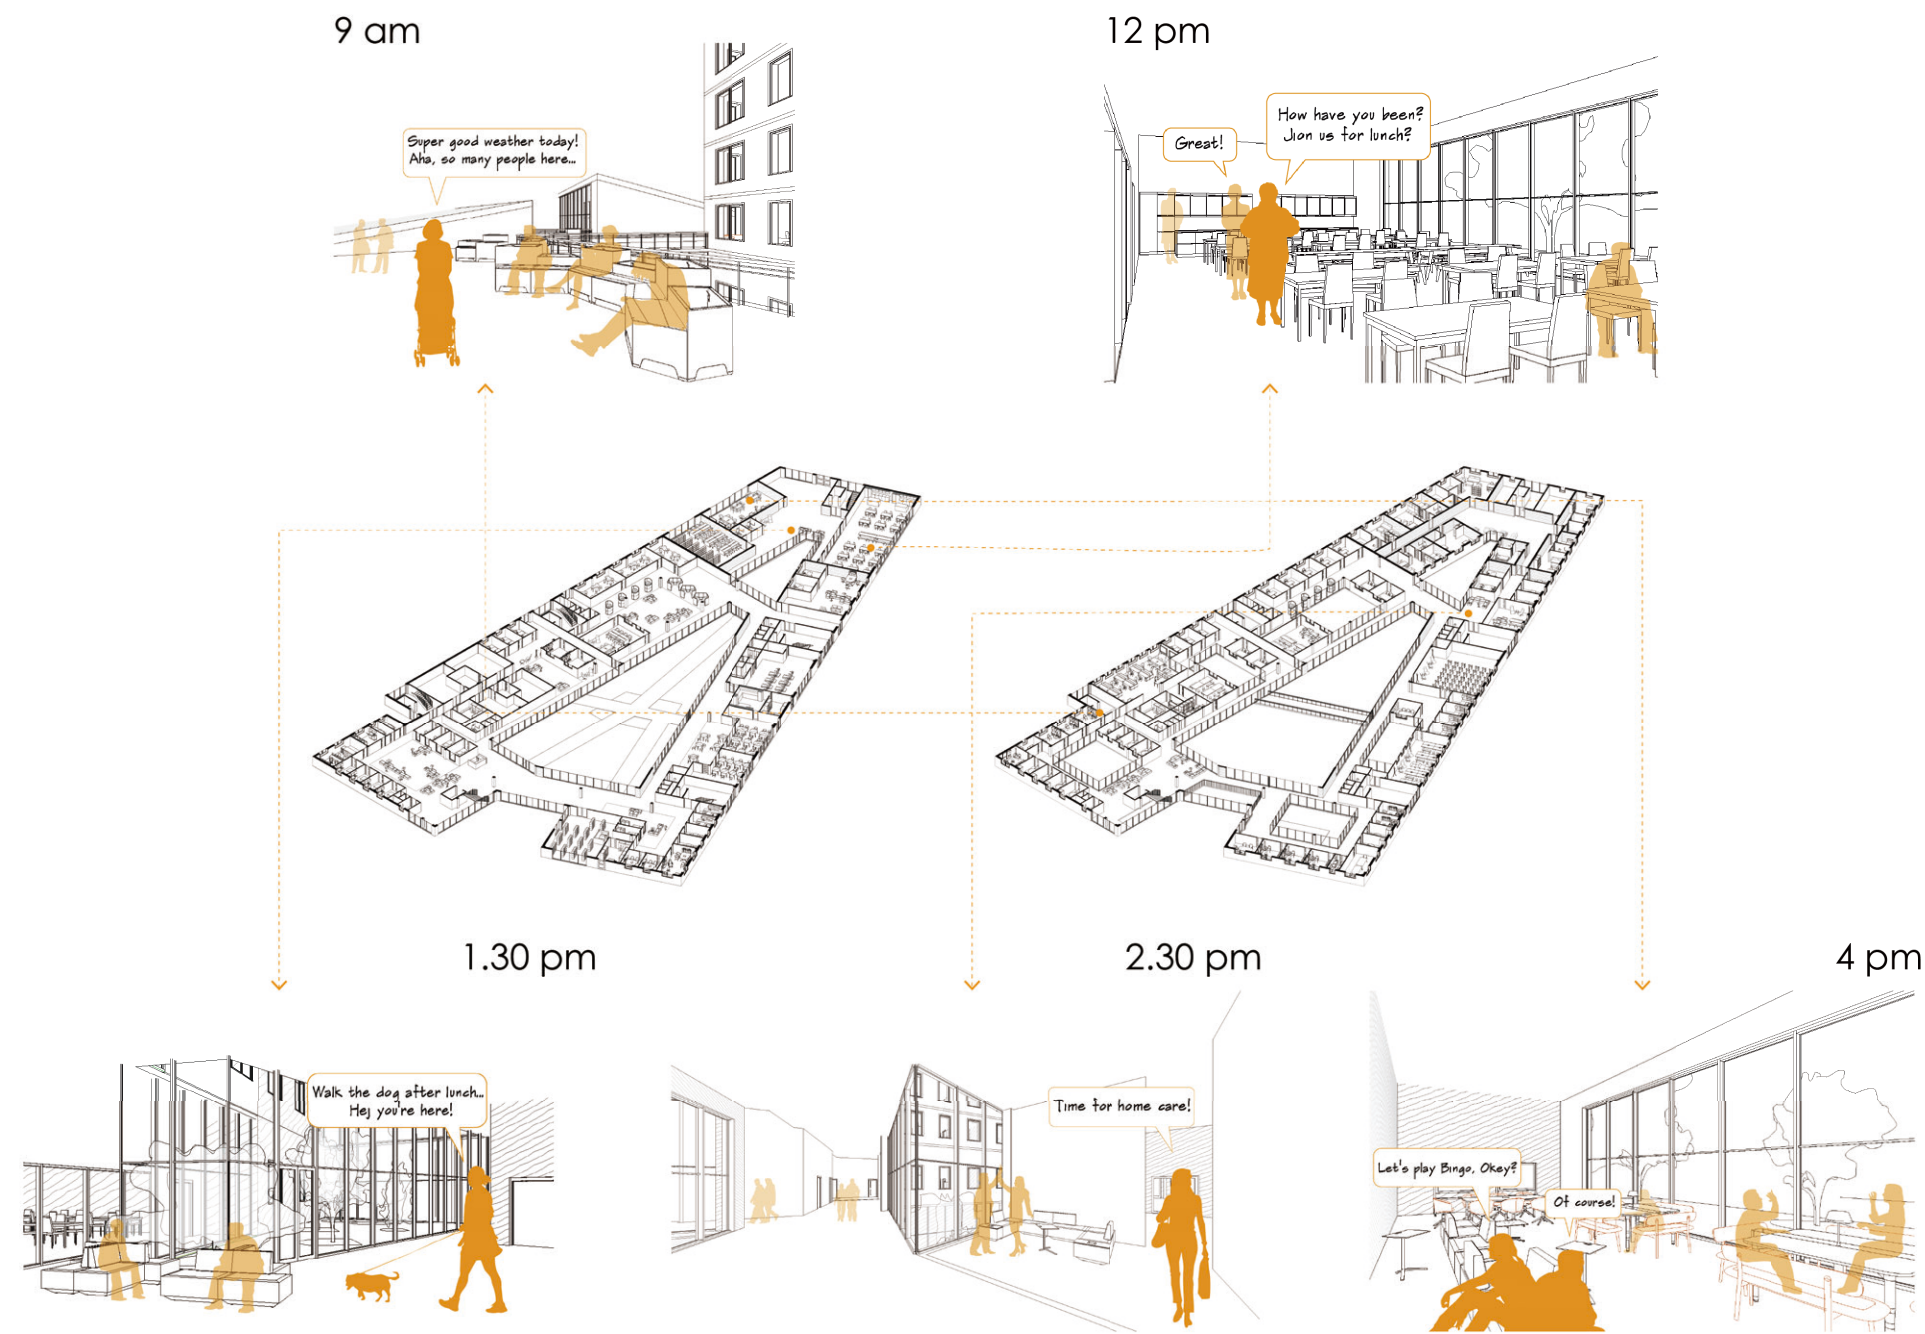 9 am
12 pm
Super good weather today!
Aha, so many people here...
Great!
How have you been?
Jion us for lunch?
1.30 pm
2.30 pm
4 pm
Walk the dog after lunch...
Hej you're here!
Time for home care!
Let's play Bingo, Okey?
Of course!